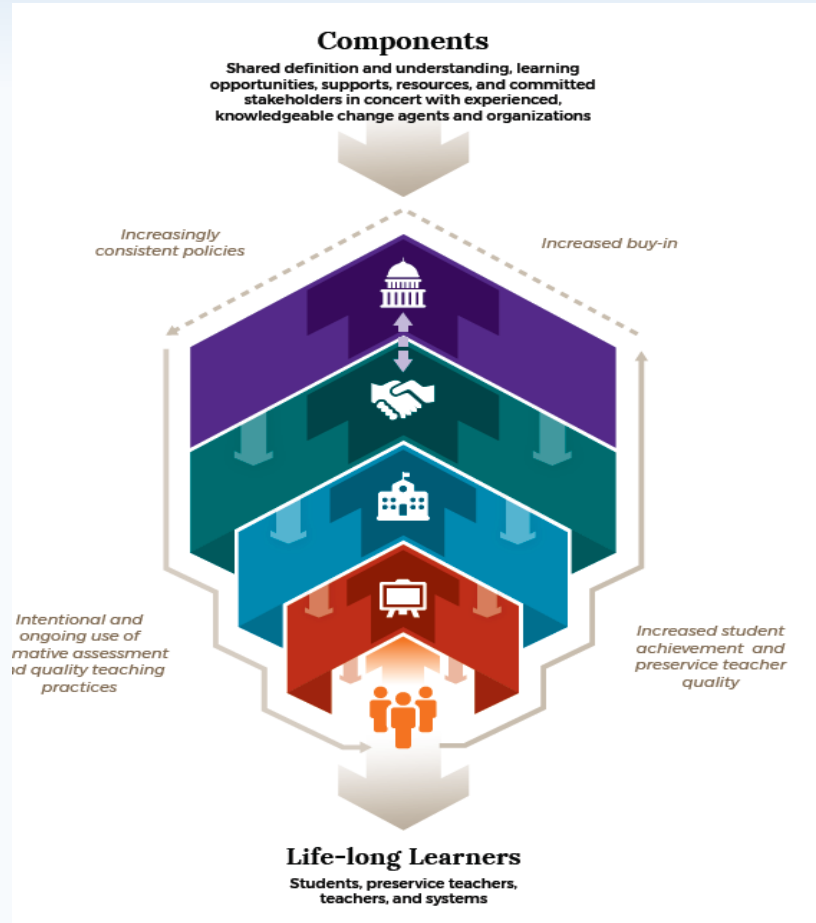 Components
Shared definition and understanding, learning
opportunities, supports, resources, and committed
stakeholders in concert with experienced,
knowledgeable change agents and organizations
Increasingly
consistent policies
Increased buy-in
Intentional and
ongoing use of
mative assessment
d quality teaching
practices
Increased student
achievement and
preservice teacher
quality
Life-long Learners
Students, preservice teachers,
teachers, and systems